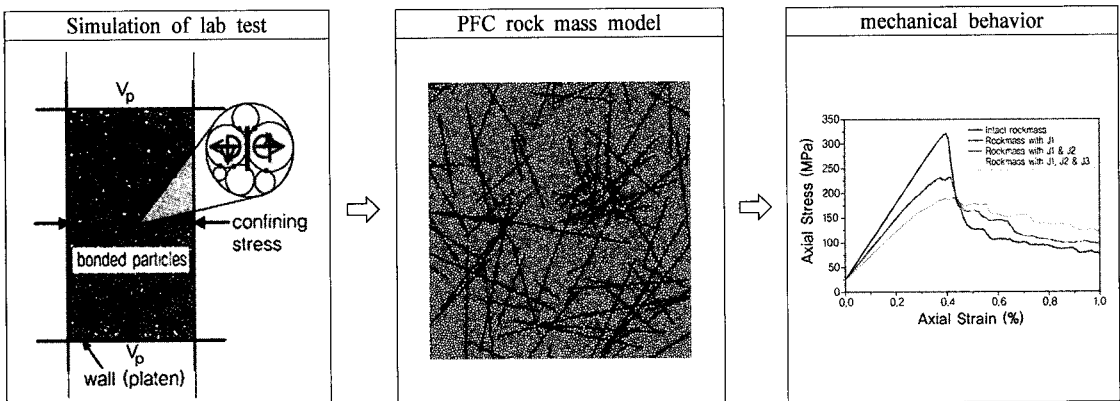 Simulation of lab test
V_p
confining
stress
bonded particles
V_p
wall (platen)
PFC rock mass model
mechanical behavior
350
300
250
200
150
100
50
0
Axial Stress (MPa)
Intact rockmass
Rockmass with J1
Rockmass with J1 & J2
Rockmass with J1, J2 & J3
0.0
0.2
0.4
0.6
0.8
1.0
Axial Strain (%)